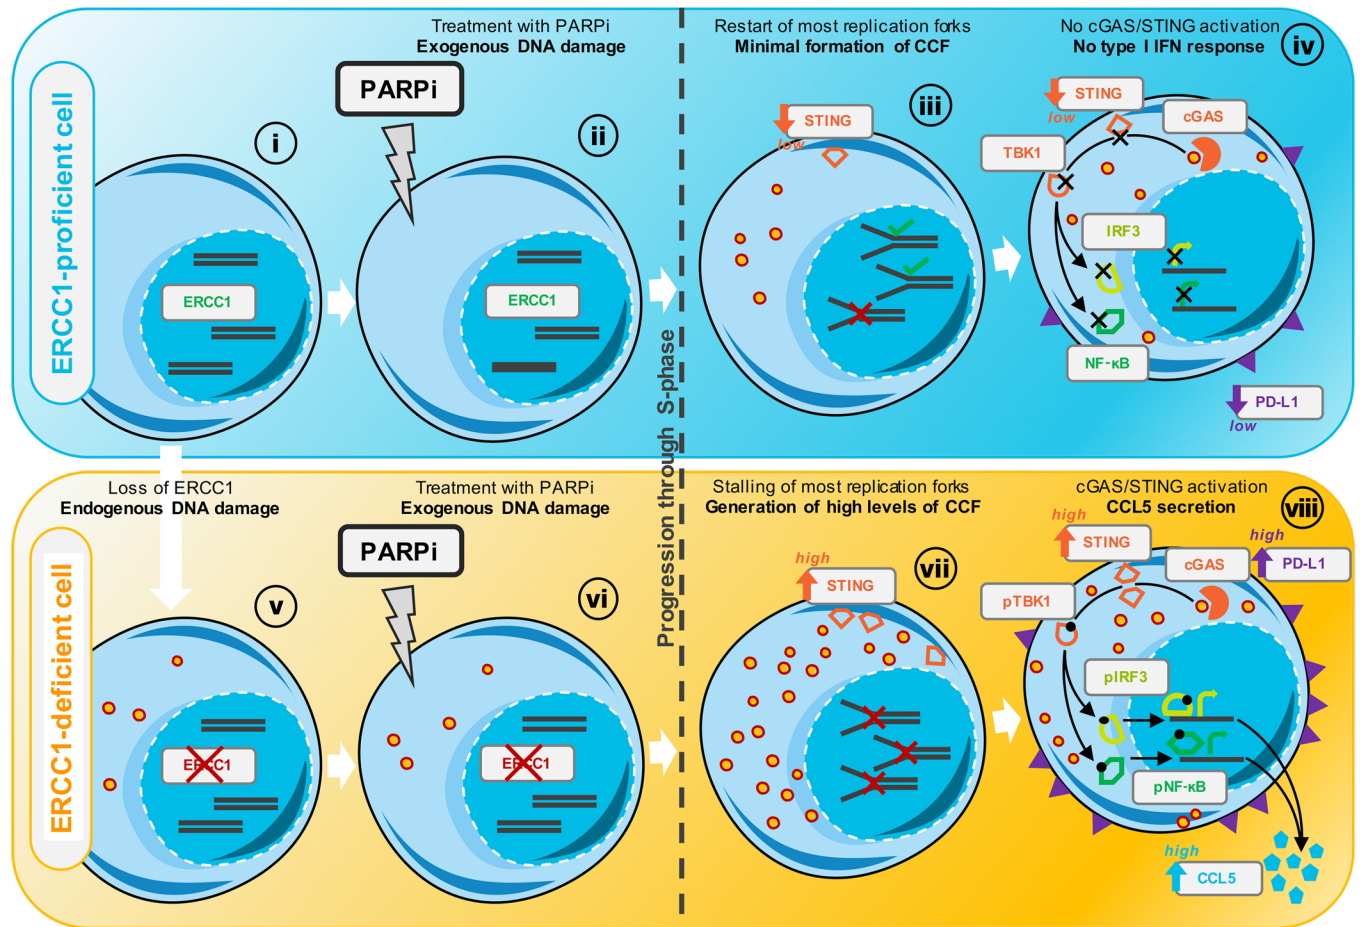 Treatment with PARPi
Exogenous DNA damage
Restart of most replication forks
Minimal formation of CCF
No cGAS/STING activation
No type I IFN response
ERCC1-proficient cell
i
PARPi
ii
iii
iv
ERCC1
ERCC1
STING
low
STING
low
cGAS
TBK1
IRF3
NF-κB
PD-L1
low
Progression through S-phase
Loss of ERCC1
Endogenous DNA damage
Treatment with PARPi
Exogenous DNA damage
Stalling of most replication forks
Generation of high levels of CCF
cGAS/STING activation
CCL5 secretion
ERCC1-deficient cell
v
PARPi
vi
vii
viii
ERCC1
ERCC1
high
STING
high
STING
cGAS
high
PD-L1
pTBK1
pIRF3
pNF-κB
high
CCL5